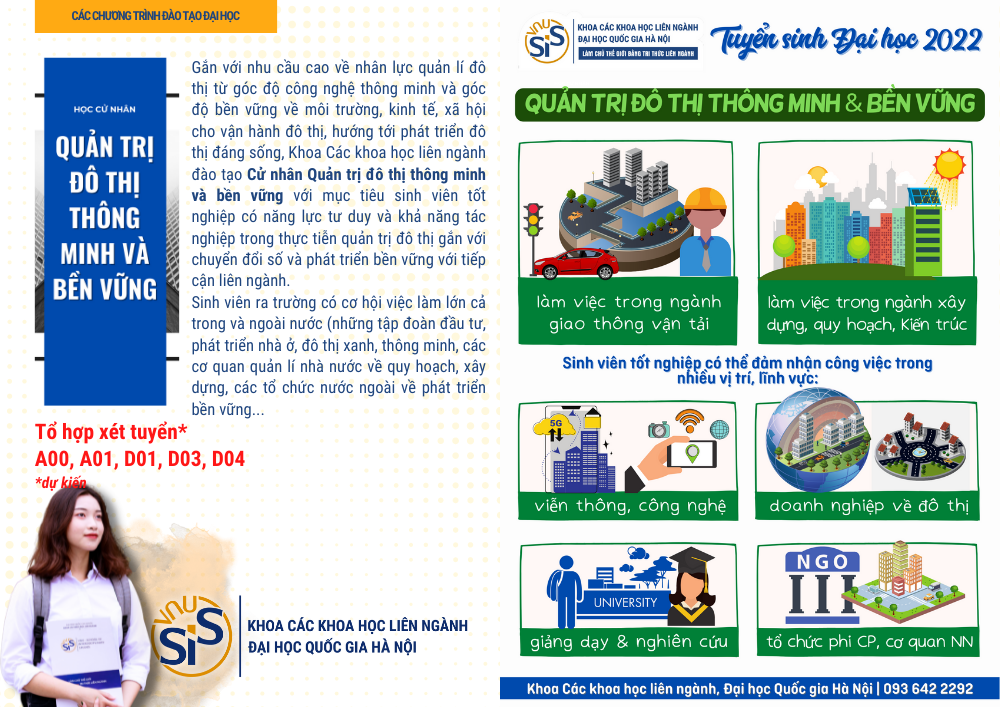 CÁC CHƯƠNG TRÌNH ĐÀO TẠO ĐẠI HỌC
HỌC CỬ NHÂN
QUẢN TRỊ
ĐÔ THỊ
THÔNG
MINH VÀ
BỀN VỮNG
Gắn với nhu cầu cao về nhân lực quản lí đô
thị từ góc độ công nghệ thông minh và góc
độ bền vững về môi trường, kinh tế, xã hội
cho vận hành đô thị, hướng tới phát triển đô
thị đáng sống, Khoa Các khoa học liên ngành
đào tạo Cử nhân Quản trị đô thị thông minh
và bền vững với mục tiêu sinh viên tốt
nghiệp có năng lực tư duy và khả năng tác
nghiệp trong thực tiễn quản trị đô thị gắn với
chuyển đổi số và phát triển bền vững với tiếp
cận liên ngành.
Sinh viên ra trường có cơ hội việc làm lớn cả
trong và ngoài nước (những tập đoàn đầu tư,
phát triển nhà ở, đô thị xanh, thông minh, các
cơ quan quản lí nhà nước về quy hoạch, xây
dựng, các tổ chức nước ngoài về phát triển
bền vững...
Tổ hợp xét tuyển*
A00, A01, D01, D03, D04
*dự kiến
VNU
SIS
KHOA CÁC KHOA HỌC LIÊN NGÀNH
ĐẠI HỌC QUỐC GIA HÀ NỘI
VNU
SIS
KHOA CÁC KHOA HỌC LIÊN NGÀNH
ĐẠI HỌC QUỐC GIA HÀ NỘI
LÀM CHỦ THẾ GIỚI BẰNG TRI THỨC LIÊN NGÀNH
Tuyển sinh Đại học 2022
QUẢN TRỊ ĐÔ THỊ THÔNG MINH & BỀN VỮNG
làm việc trong ngành
giao thông vận tải
làm việc trong ngành xây
dựng, quy hoạch, Kiến trúc
Sinh viên tốt nghiệp có thể đảm nhận công việc trong
nhiều vị trí, lĩnh vực:
5G
viễn thông, công nghệ
doanh nghiệp về đô thị
UNIVERSITY
giảng dạy & nghiên cứu
NGO
tổ chức phi CP, cơ quan NN
Khoa Các khoa học liên ngành, Đại học Quốc gia Hà Nội | 093 642 2292